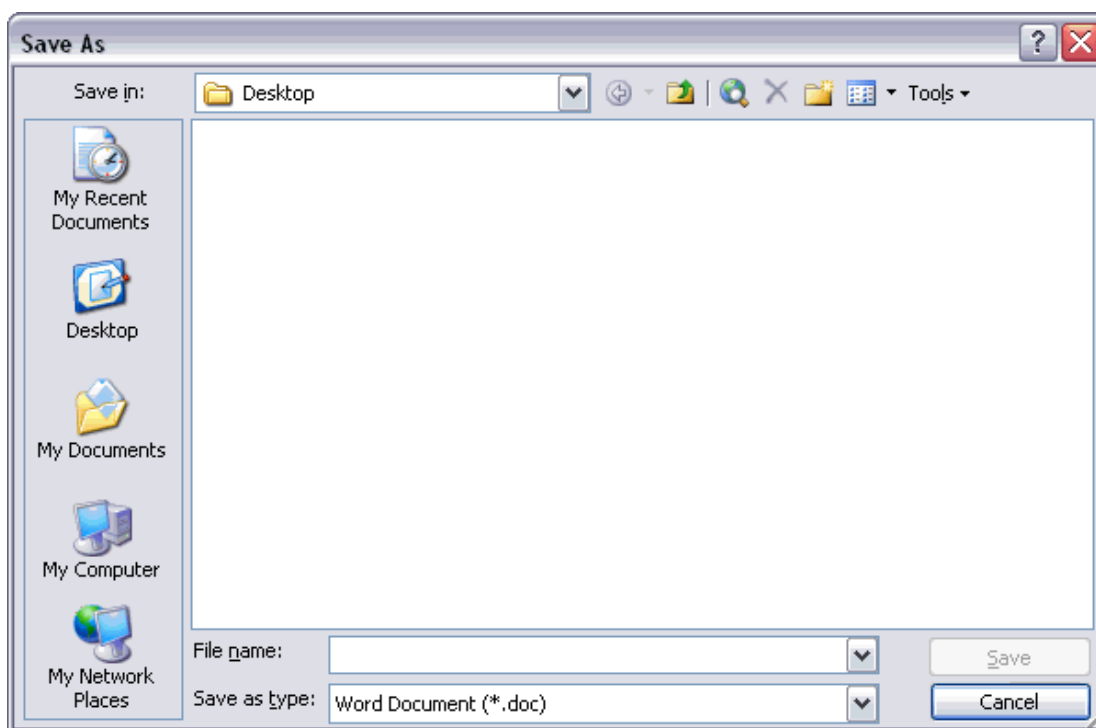 Save As
Save in:
Desktop
Tools
My Recent
Documents
Desktop
My Documents
My Computer
My Network
Places
File name:
Save
Save as type:
Word Document (*.doc)
Cancel